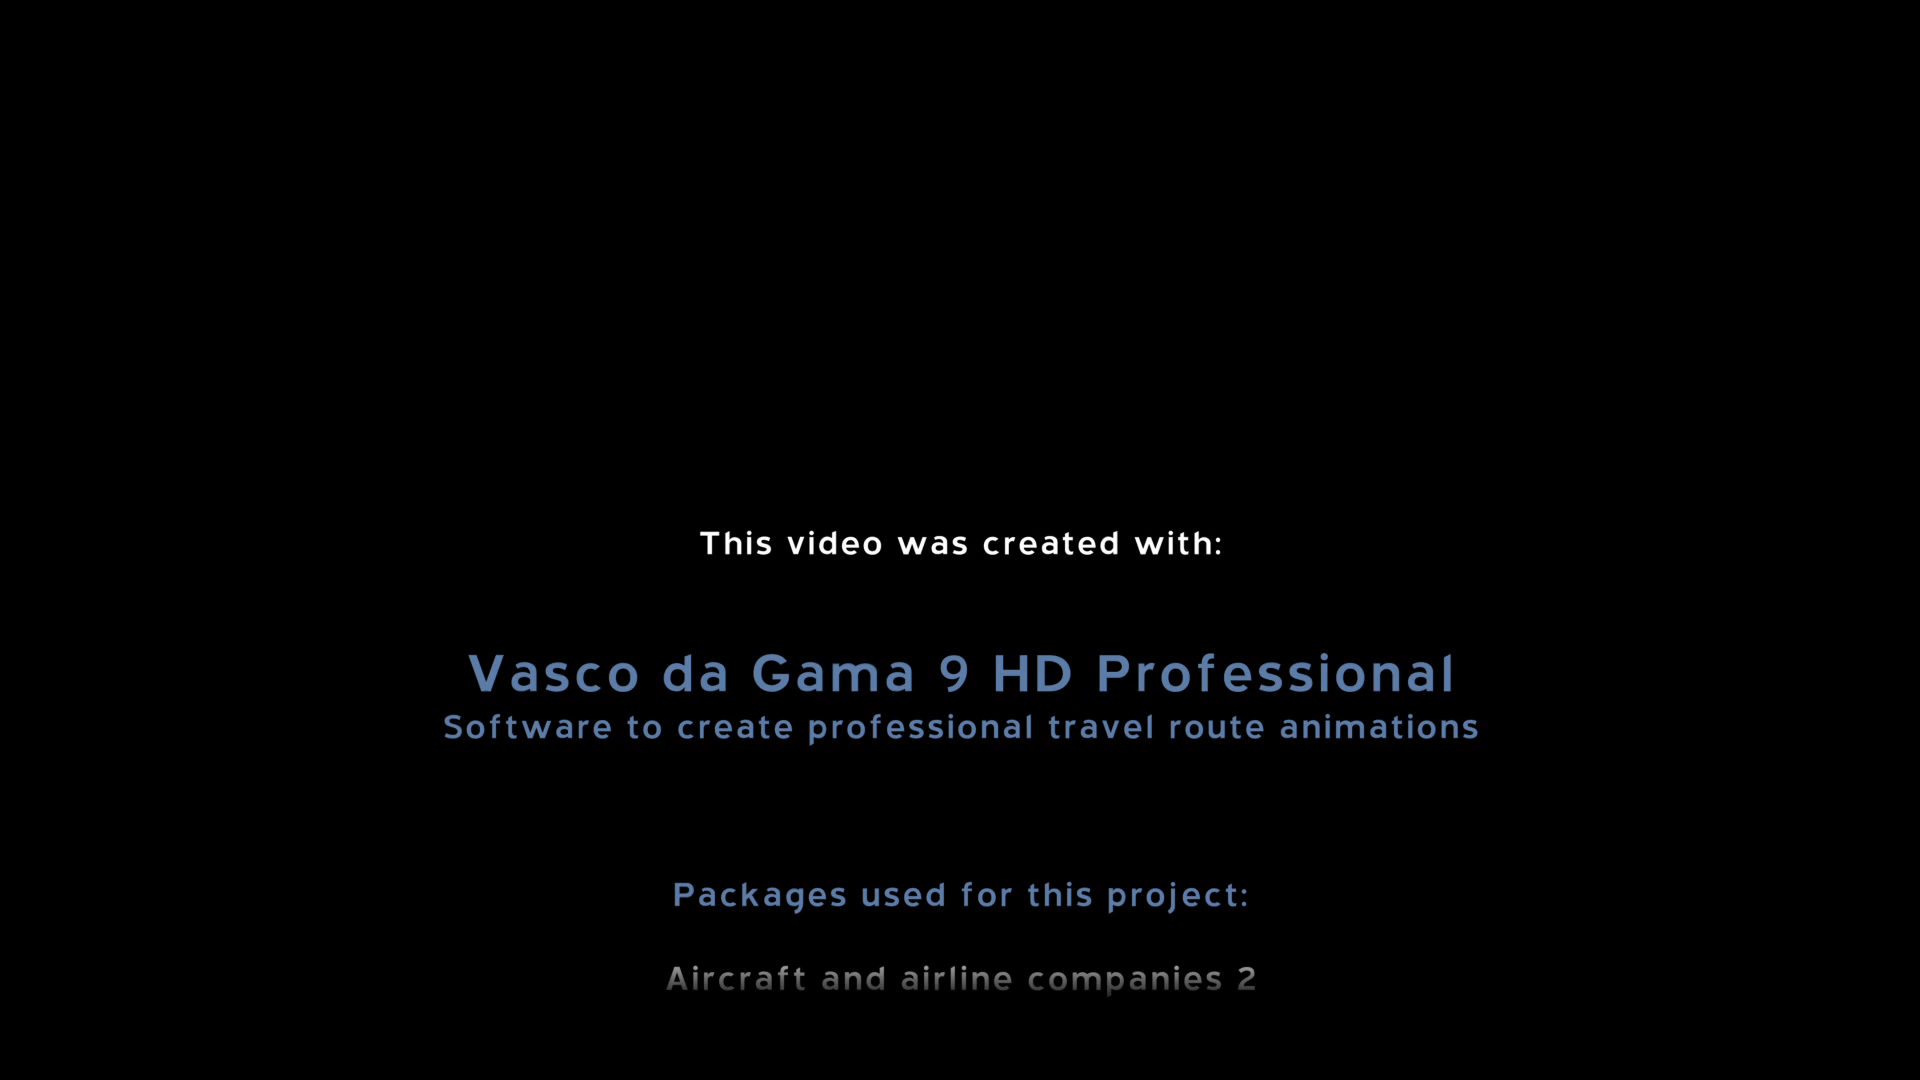 This video was created with:
Vasco da Gama 9 HD Professional
Software to create professional travel route animations
Packages used for this project:
Aircraft and airline companies 2